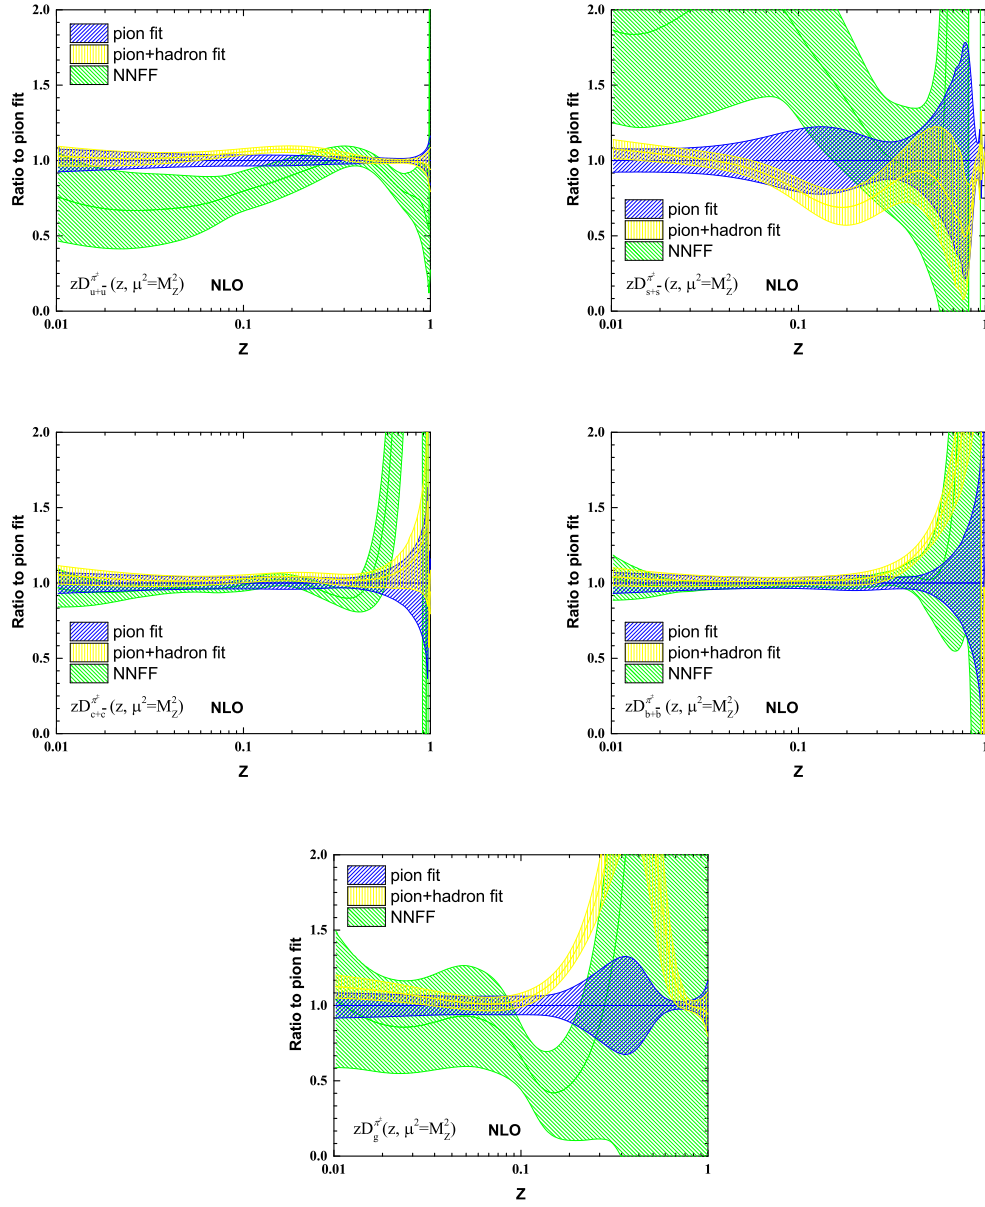 2.0 1.5 1.0 0.5 0.0
Ratio to pion fit
pion fit
pion+hadron fit
NNFF
zD^{π^±}_{u+u̅}(z, μ²=M_Z²) NLO
0.01 0.1 1
Z
2.0 1.5 1.0 0.5 0.0
Ratio to pion fit
pion fit
pion+hadron fit
NNFF
zD^{π^±}_{s+s̅}(z, μ²=M_Z²) NLO
0.01 0.1 1
Z
2.0 1.5 1.0 0.5 0.0
Ratio to pion fit
pion fit
pion+hadron fit
NNFF
zD^{π^±}_{c+c̅}(z, μ²=M_Z²) NLO
0.01 0.1 1
Z
2.0 1.5 1.0 0.5 0.0
Ratio to pion fit
pion fit
pion+hadron fit
NNFF
zD^{π^±}_{b+b̅}(z, μ²=M_Z²) NLO
0.01 0.1 1
Z
2.0 1.5 1.0 0.5 0.0
Ratio to pion fit
pion fit
pion+hadron fit
NNFF
zD^{π^±}_{g}(z, μ²=M_Z²) NLO
0.01 0.1 1
Z